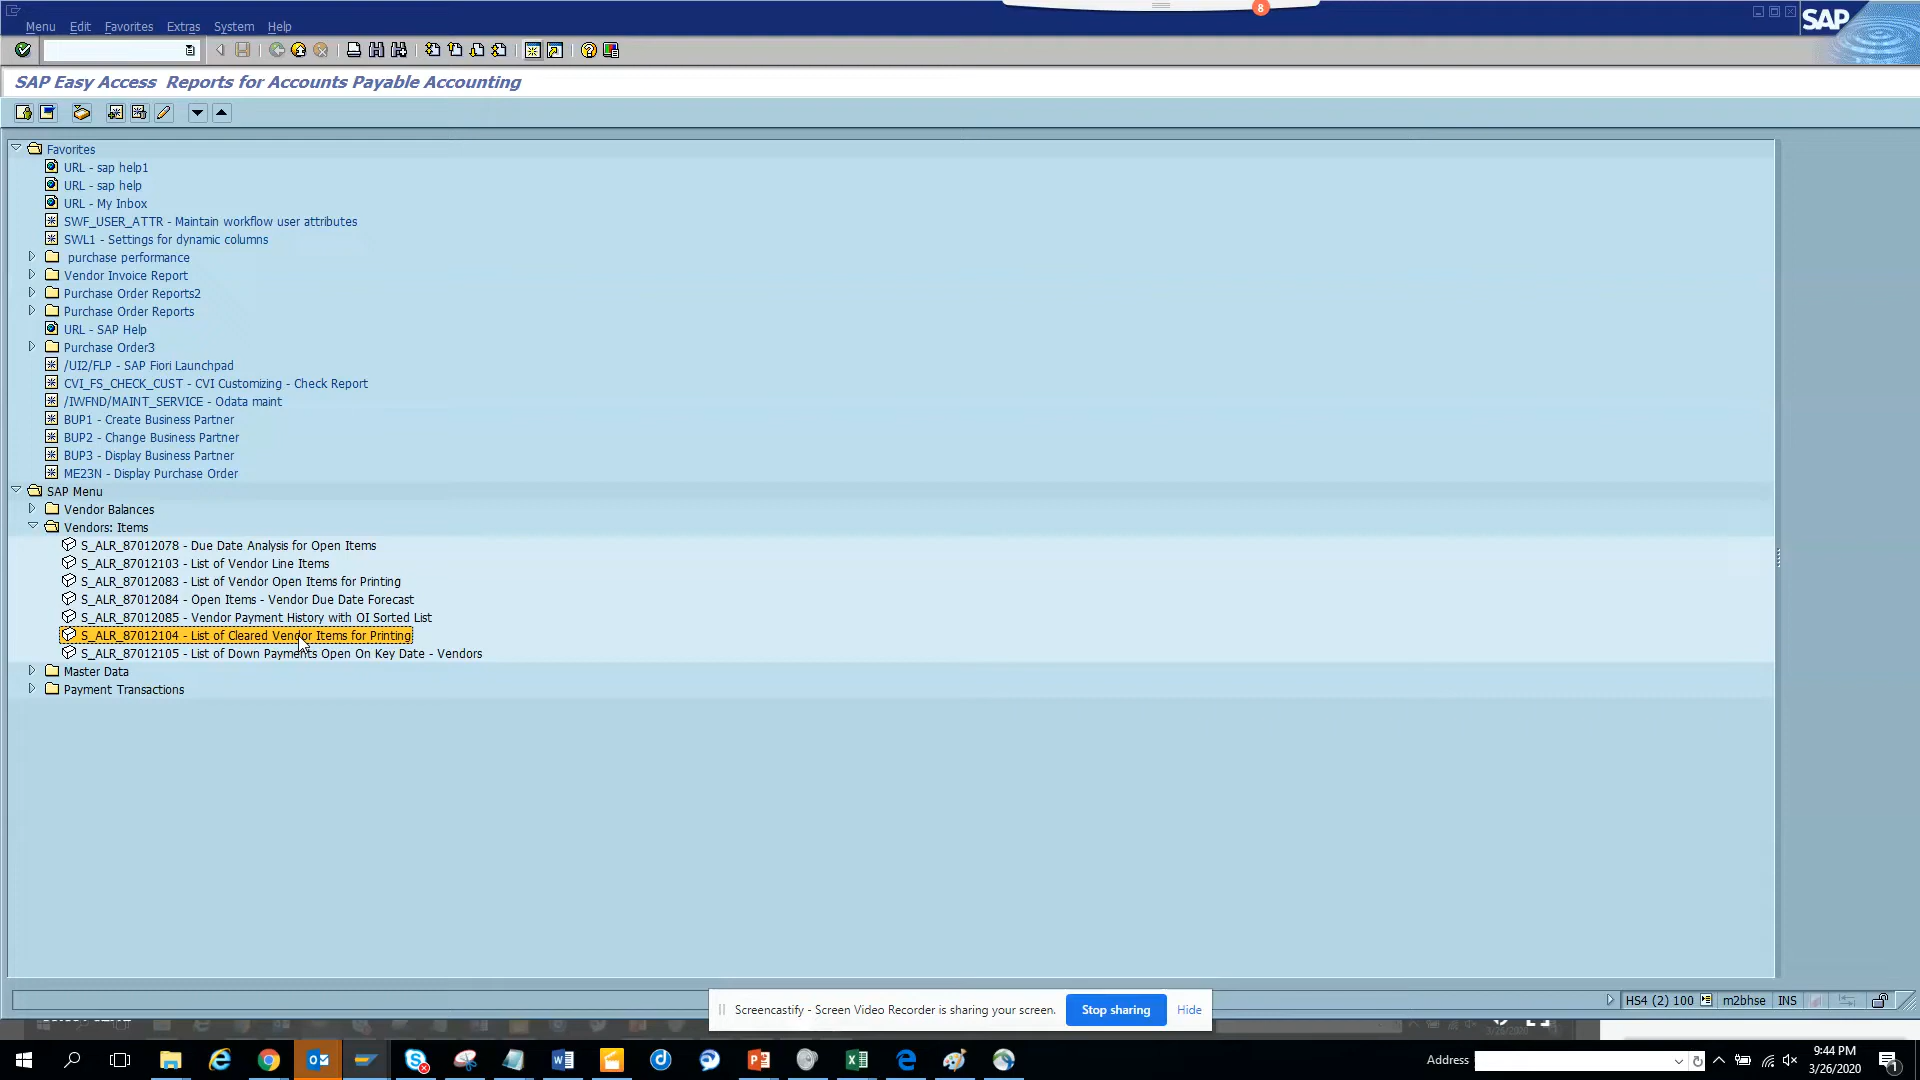 8
Menu Edit Favorites Extras System Help
SAP
SAP Easy Access Reports for Accounts Payable Accounting
Favorites
URL - sap help1
URL - sap help
URL - My Inbox
SWF_USER_ATTR - Maintain workflow user attributes
SWL1 - Settings for dynamic columns
purchase performance
Vendor Invoice Report
Purchase Order Reports2
Purchase Order Reports
URL - SAP Help
Purchase Order3
/UI2/FLP - SAP Fiori Launchpad
CVI_FS_CHECK_CUST - CVI Customizing - Check Report
/IWFND/MAINT_SERVICE - Odata maint
BUP1 - Create Business Partner
BUP2 - Change Business Partner
BUP3 - Display Business Partner
ME23N - Display Purchase Order
SAP Menu
Vendor Balances
Vendors: Items
S_ALR_87012078 - Due Date Analysis for Open Items
S_ALR_87012103 - List of Vendor Line Items
S_ALR_87012083 - List of Vendor Open Items for Printing
S_ALR_87012084 - Open Items - Vendor Due Date Forecast
S_ALR_87012085 - Vendor Payment History with OI Sorted List
S_ALR_87012104 - List of Cleared Vendor Items for Printing
S_ALR_87012105 - List of Down Payments Open On Key Date - Vendors
Master Data
Payment Transactions
Screencastify - Screen Video Recorder is sharing your screen. Stop sharing Hide
HS4 (2) 100 m2bhse INS
Address
9:44 PM
3/26/2020
1